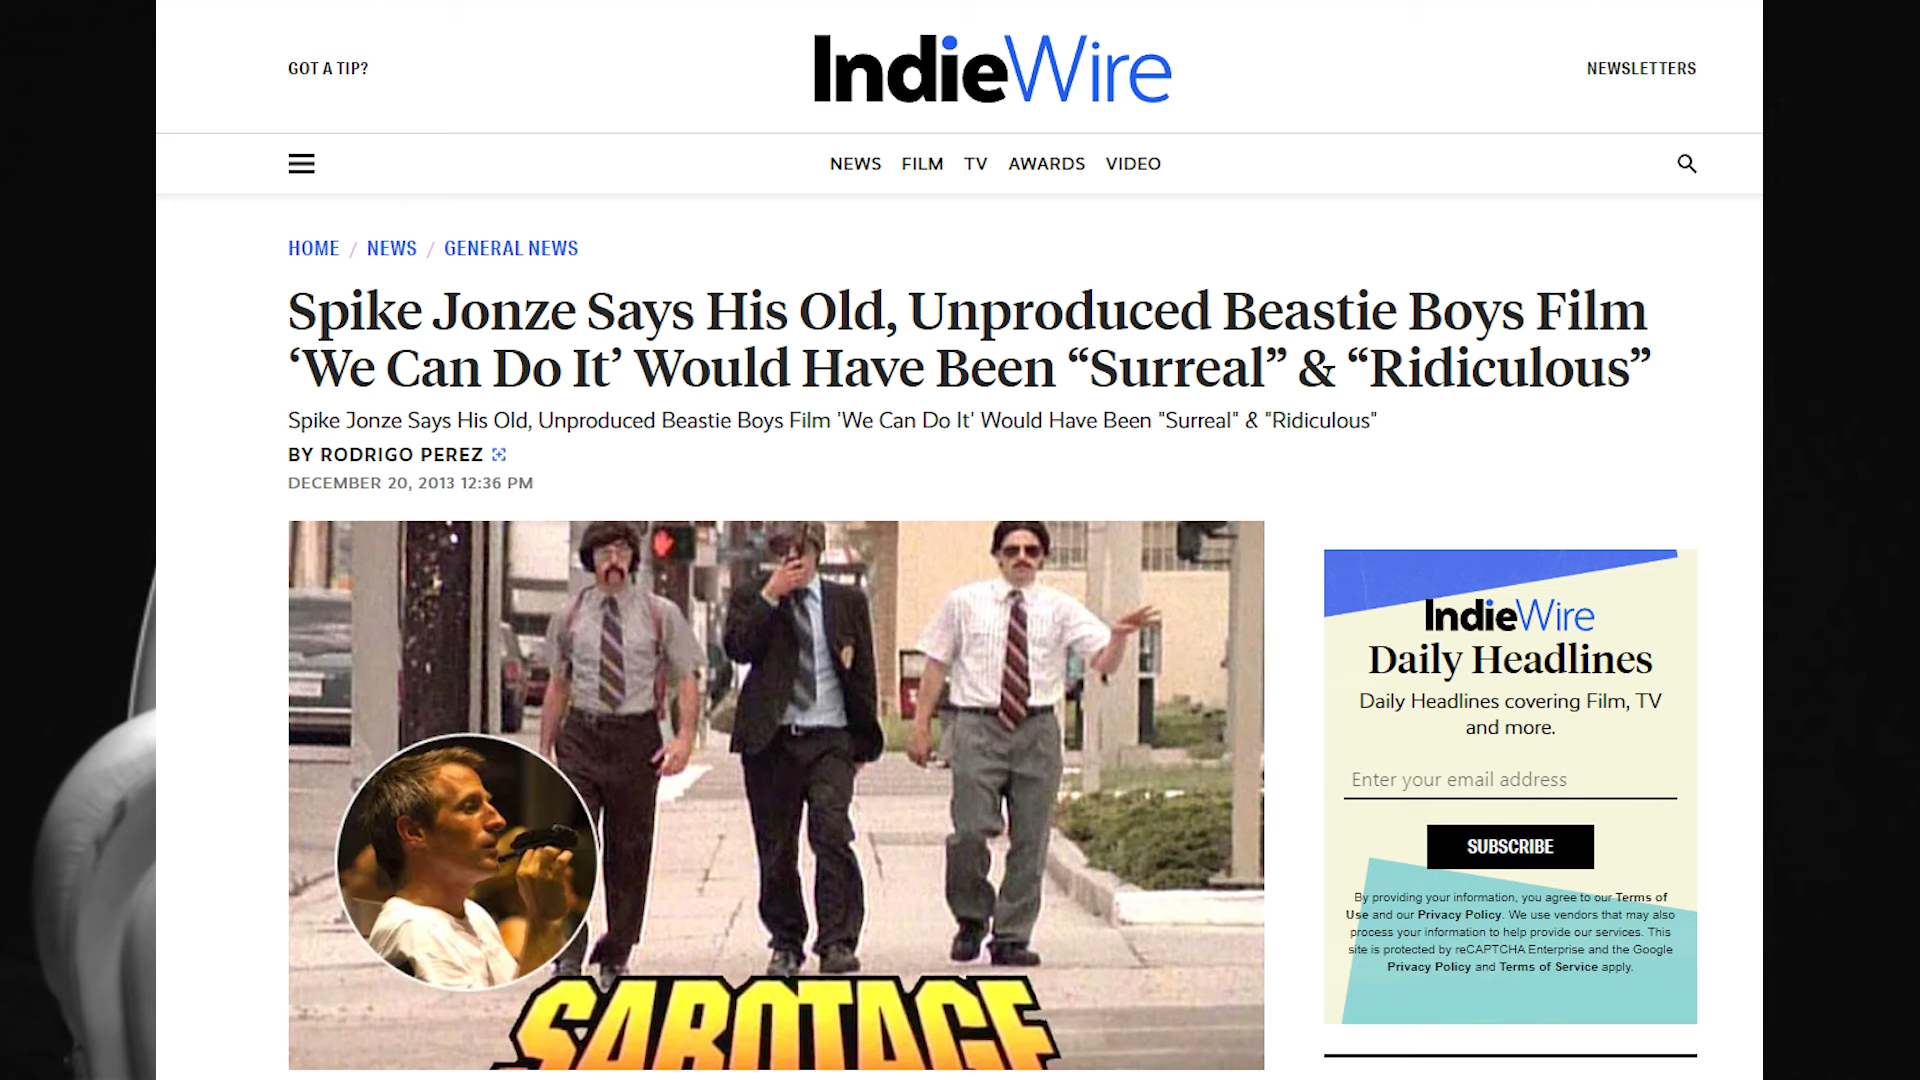 GOT A TIP?
IndieWire
NEWSLETTERS
NEWS FILM TV AWARDS VIDEO
HOME / NEWS / GENERAL NEWS
Spike Jonze Says His Old, Unproduced Beastie Boys Film
‘We Can Do It’ Would Have Been “Surreal” & “Ridiculous”
Spike Jonze Says His Old, Unproduced Beastie Boys Film 'We Can Do It' Would Have Been "Surreal" & "Ridiculous"
BY RODRIGO PEREZ
DECEMBER 20, 2013 12:36 PM
SABOTAGE
IndieWire
Daily Headlines
Daily Headlines covering Film, TV
and more.
Enter your email address
SUBSCRIBE
By providing your information, you agree to our Terms of
Use and our Privacy Policy. We use vendors that may also
process your information to help provide our services. This
site is protected by reCAPTCHA Enterprise and the Google
Privacy Policy and Terms of Service apply.